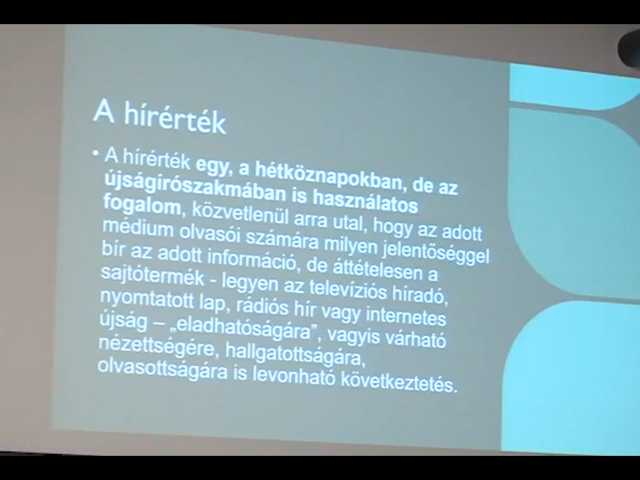 A hírérték
• A hírérték egy, a hétköznapokban, de az
újságírószakmában is használatos
fogalom, közvetlenül arra utal, hogy az adott
médium olvasói számára milyen jelentőséggel
bír az adott információ, de áttételesen a
sajtótermék - legyen az televíziós híradó,
nyomtatott lap, rádiós hír vagy internetes
újság – „eladhatóságára”, vagyis várható
nézettségére, hallgatottságára,
olvasottságára is levonható következtetés.